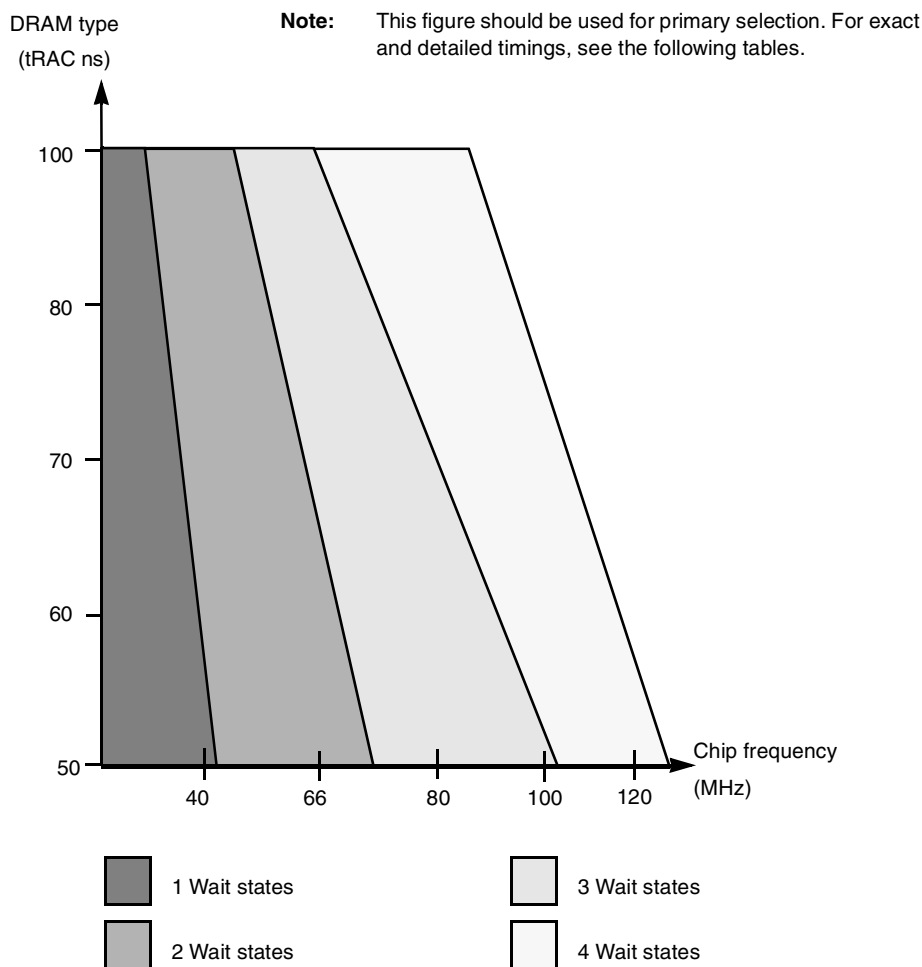 DRAM type
(tRAC ns)
Note: This figure should be used for primary selection. For exact
and detailed timings, see the following tables.
100
80
70
60
50
Chip frequency
(MHz)
40 66 80 100 120
1 Wait states
3 Wait states
2 Wait states
4 Wait states